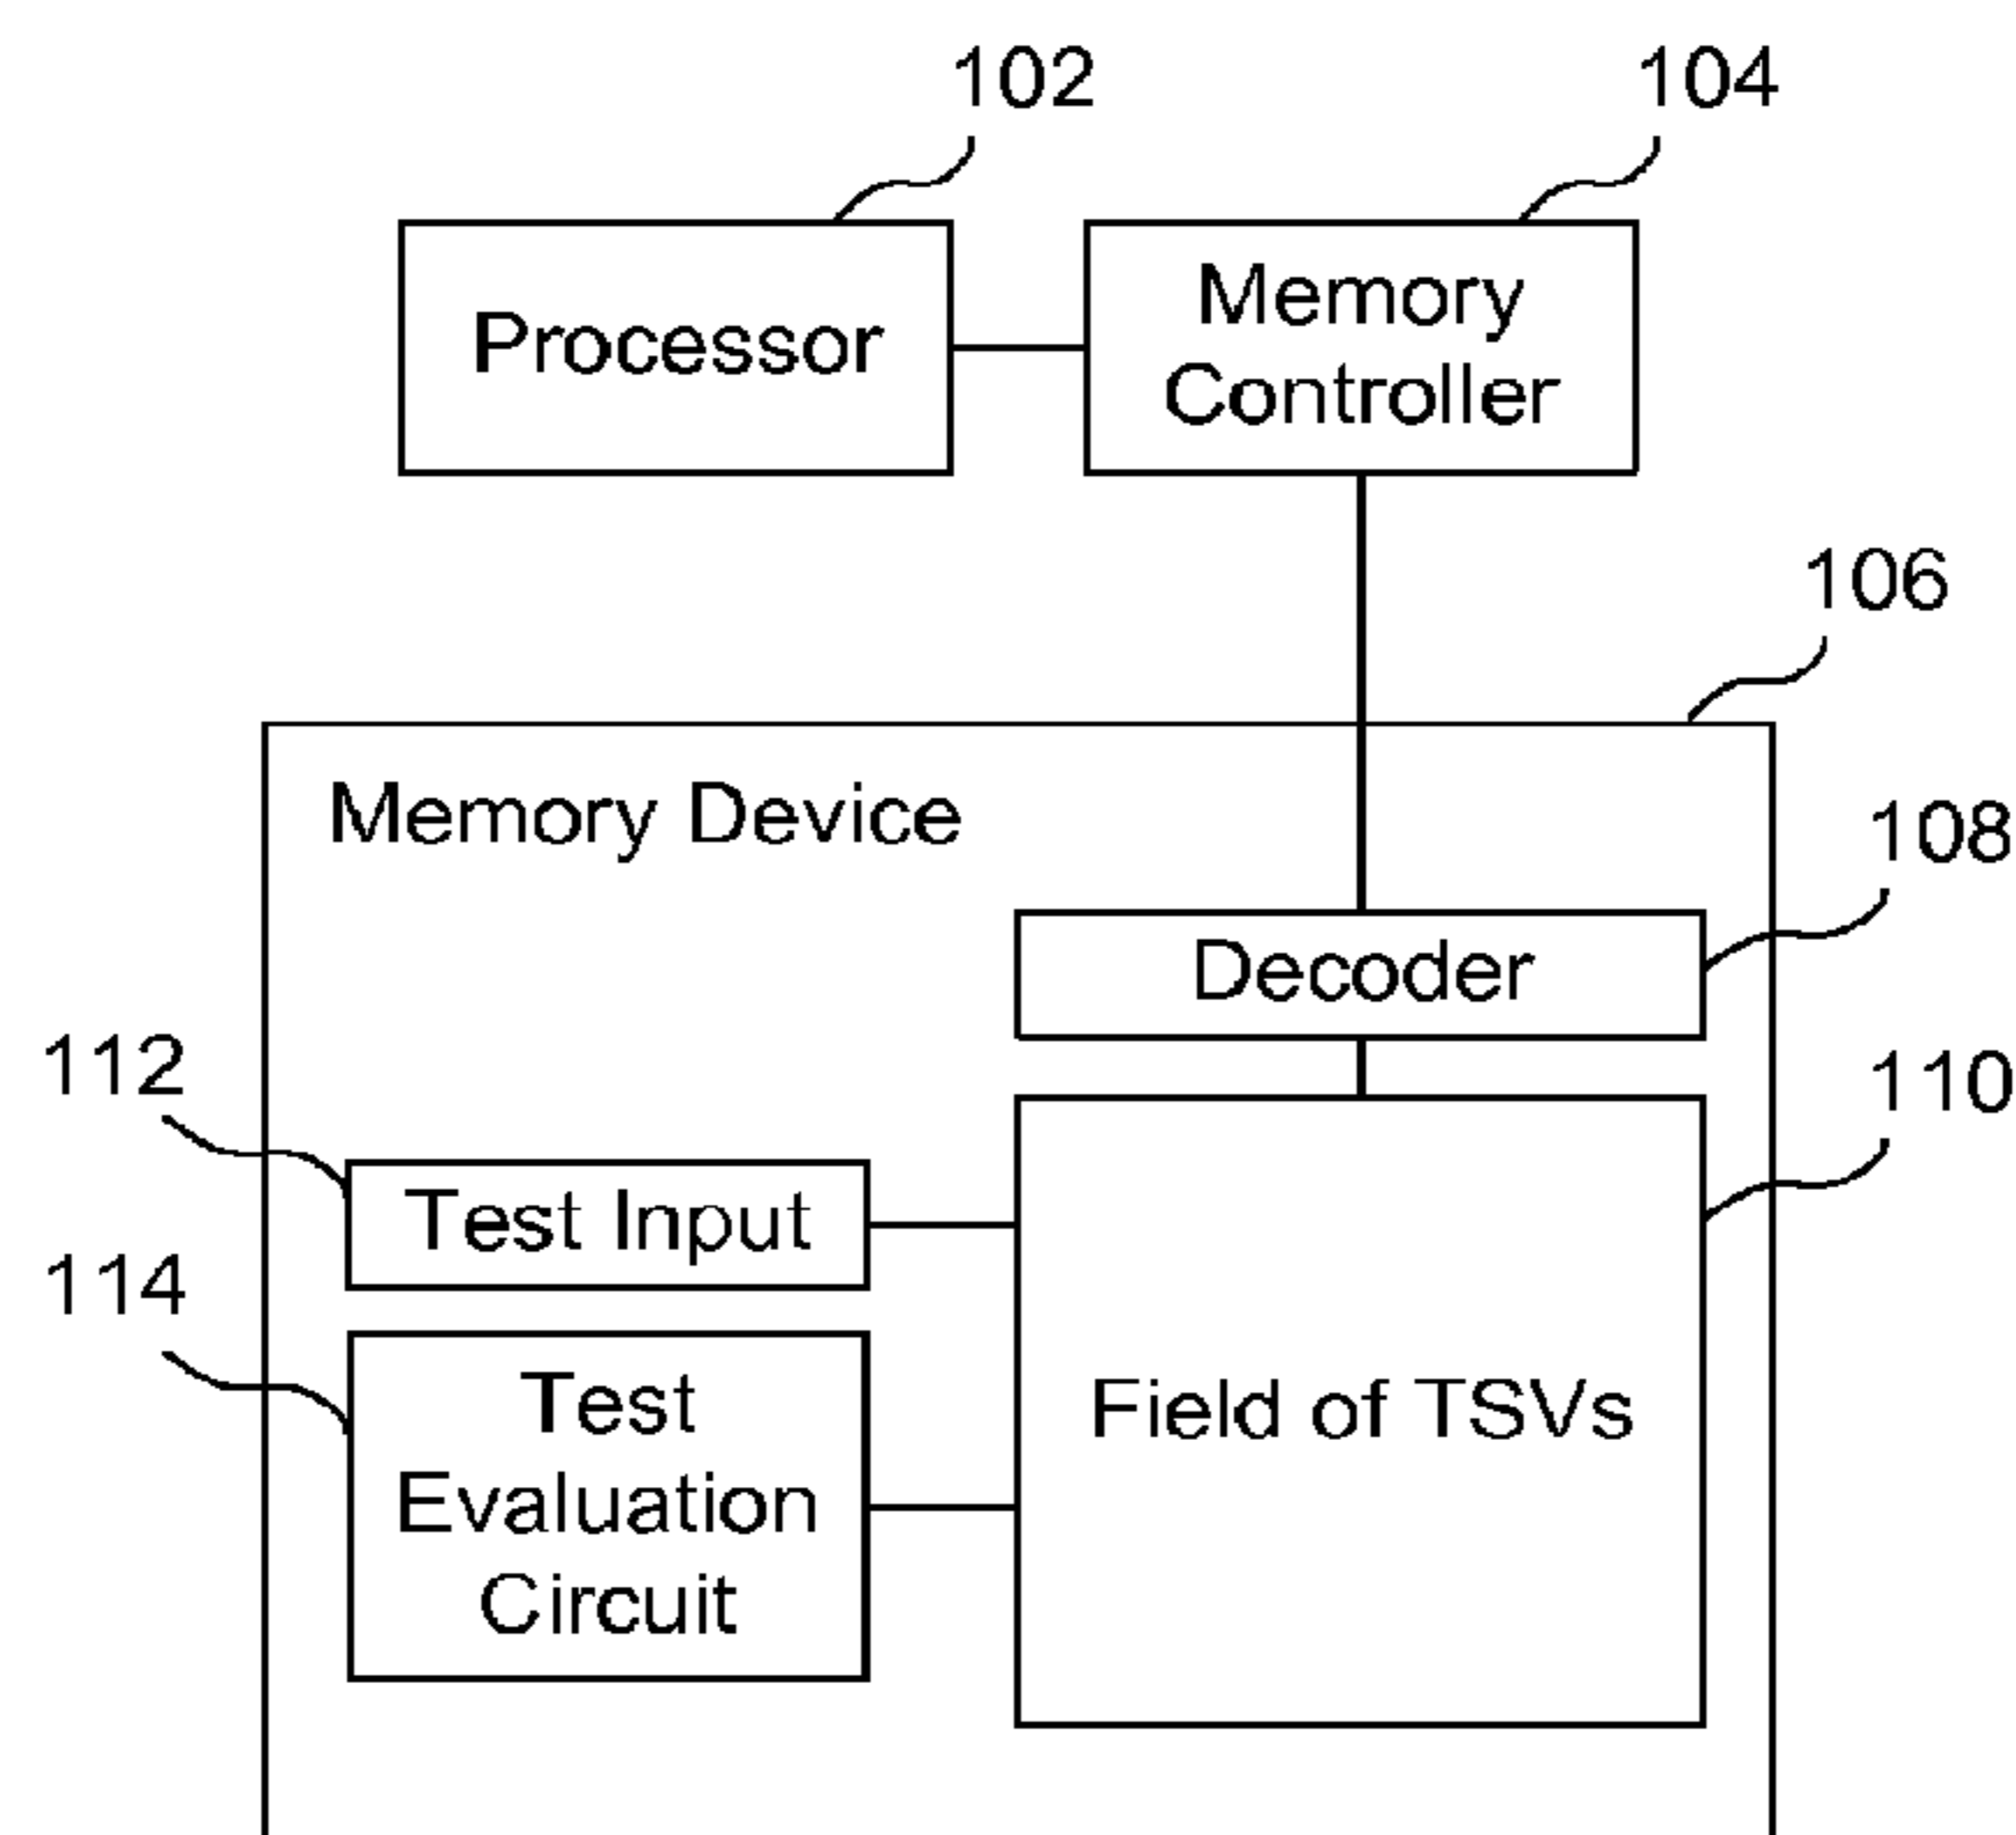 102
104
Processor
Memory
Controller
106
Memory Device
108
Decoder
112
110
Test Input
114
Test
Evaluation
Circuit
Field of TSVs